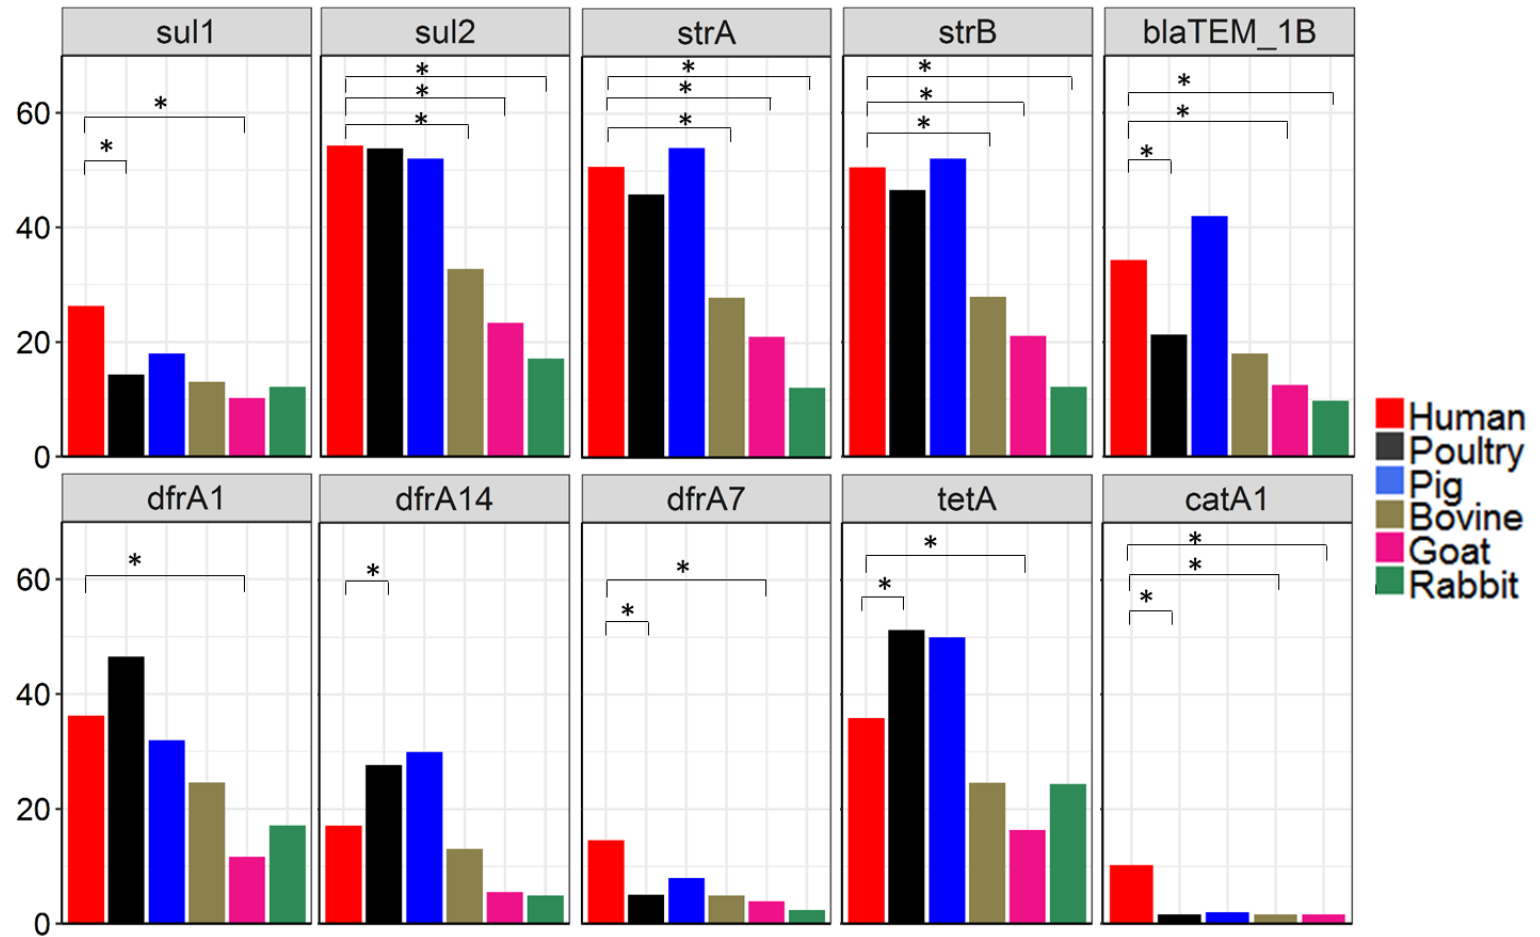 sul1 sul2 strA strB blaTEM_1B
* * * * *
* * * * *
* * * * *
60
40
20
0
Human
Poultry
Pig
Bovine
Goat
Rabbit
dfrA1 dfrA14 dfrA7 tetA catA1
* * * * *
* * *
*
60
40
20
0